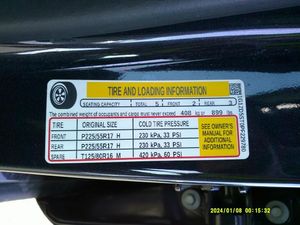 TIRE AND LOADING INFORMATION
SEATING CAPACITY TOTAL 5 FRONT 2 REAR 3
The combined weight of occupants and cargo must never exceed 408 kg or 899 lbs
TIRE ORIGINAL SIZE COLD TIRE PRESSURE
FRONT P225/55R17 H 230 kPa, 33 PSI
REAR P225/55R17 H 230 kPa, 33 PSI
SPARE T125/80R16 M 420 kPa, 60 PSI
SEE OWNER'S
MANUAL FOR
ADDITIONAL
INFORMATION
2024/01/08 00:15:32